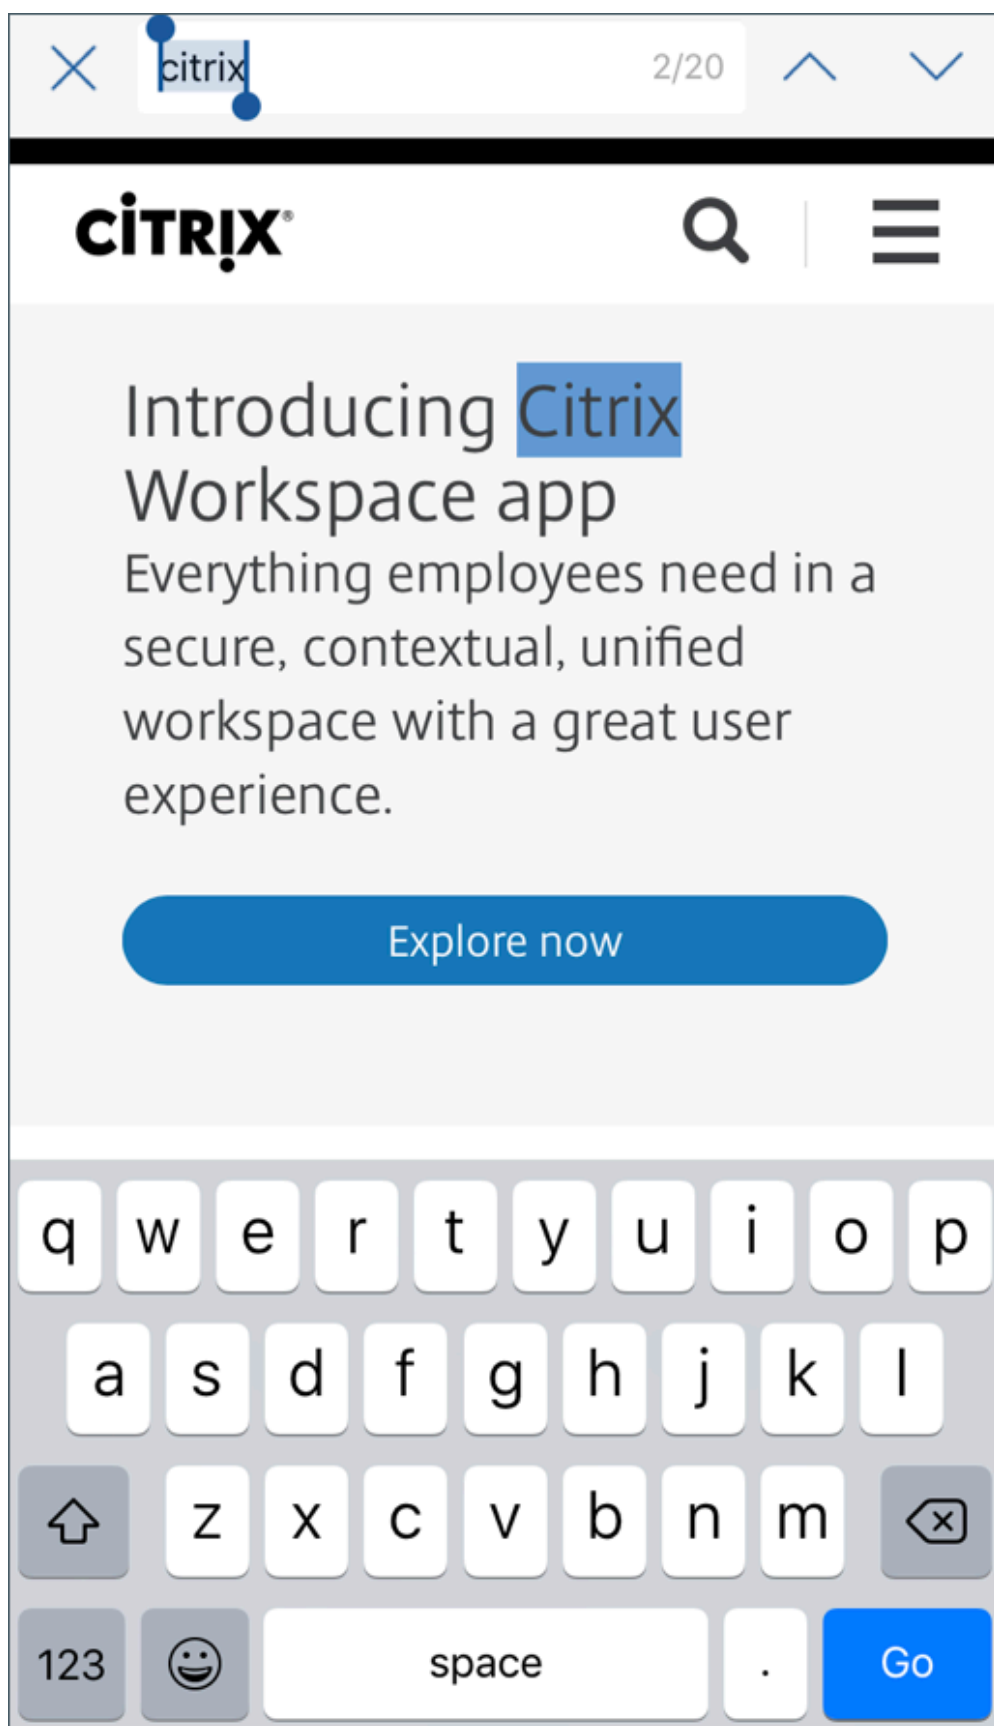 citrix 2/20
CITRIX®
Introducing Citrix
Workspace app
Everything employees need in a
secure, contextual, unified
workspace with a great user
experience.
Explore now
q w e r t y u i o p
a s d f g h j k l
z x c v b n m
123 space . Go